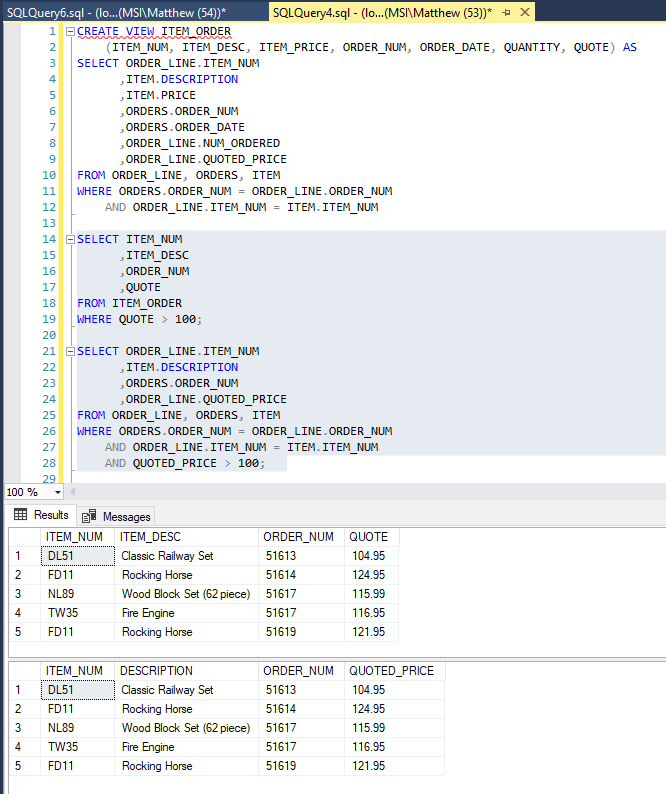 SQLQuery6.sql - (lo...(MSI\Matthew (54))* SQLQuery4.sql - (lo...(MSI\Matthew (53))*
1 CREATE VIEW ITEM_ORDER
2 (ITEM_NUM, ITEM_DESC, ITEM_PRICE, ORDER_NUM, ORDER_DATE, QUANTITY, QUOTE) AS
3 SELECT ORDER_LINE.ITEM_NUM
4 ,ITEM.DESCRIPTION
5 ,ITEM.PRICE
6 ,ORDERS.ORDER_NUM
7 ,ORDERS.ORDER_DATE
8 ,ORDER_LINE.NUM_ORDERED
9 ,ORDER_LINE.QUOTED_PRICE
10 FROM ORDER_LINE, ORDERS, ITEM
11 WHERE ORDERS.ORDER_NUM = ORDER_LINE.ORDER_NUM
12 AND ORDER_LINE.ITEM_NUM = ITEM.ITEM_NUM
13
14 SELECT ITEM_NUM
15 ,ITEM_DESC
16 ,ORDER_NUM
17 ,QUOTE
18 FROM ITEM_ORDER
19 WHERE QUOTE > 100;
20
21 SELECT ORDER_LINE.ITEM_NUM
22 ,ITEM.DESCRIPTION
23 ,ORDERS.ORDER_NUM
24 ,ORDER_LINE.QUOTED_PRICE
25 FROM ORDER_LINE, ORDERS, ITEM
26 WHERE ORDERS.ORDER_NUM = ORDER_LINE.ORDER_NUM
27 AND ORDER_LINE.ITEM_NUM = ITEM.ITEM_NUM
28 AND QUOTED_PRICE > 100;
29
100 %
Results Messages
ITEM_NUM ITEM_DESC ORDER_NUM QUOTE
1 DL51 Classic Railway Set 51613 104.95
2 FD11 Rocking Horse 51614 124.95
3 NL89 Wood Block Set (62 piece) 51617 115.99
4 TW35 Fire Engine 51617 116.95
5 FD11 Rocking Horse 51619 121.95
ITEM_NUM DESCRIPTION ORDER_NUM QUOTED_PRICE
1 DL51 Classic Railway Set 51613 104.95
2 FD11 Rocking Horse 51614 124.95
3 NL89 Wood Block Set (62 piece) 51617 115.99
4 TW35 Fire Engine 51617 116.95
5 FD11 Rocking Horse 51619 121.95